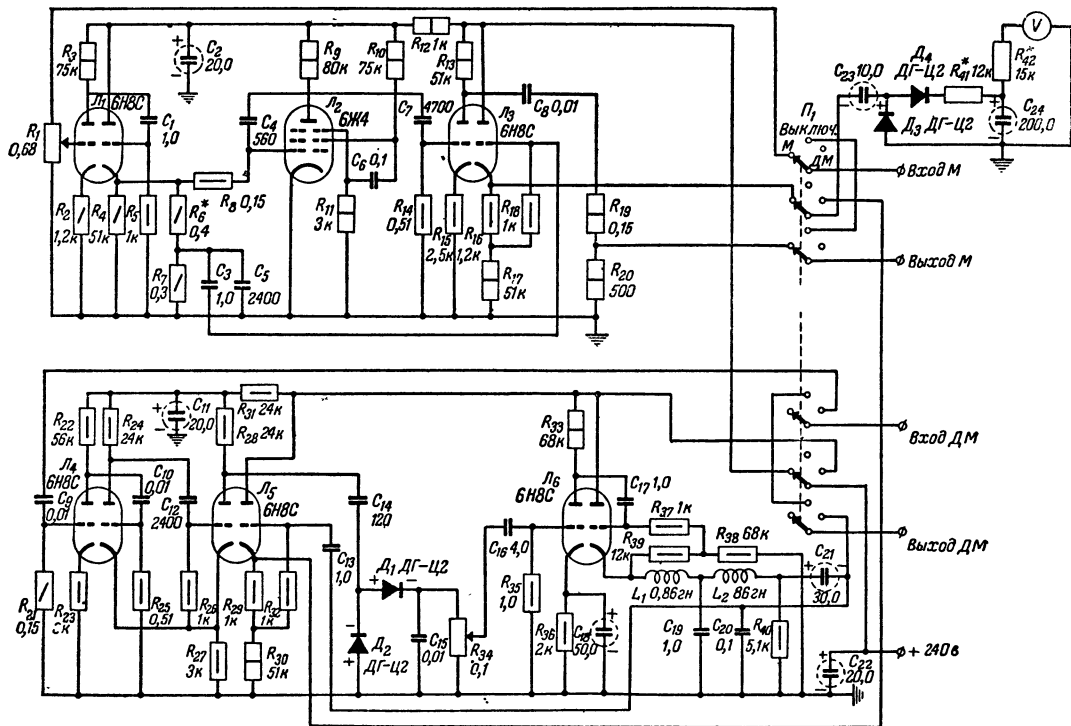 R₃
75к
+
C₂
20,0
R₉
80к
R₁₀
75к
R₁₂ 1к
R₁₃
51к
C₈ 0,01
Л₁
6Н8С
C₁
1,0
C₄
560
Л₂
6Ж4
C₇
4700
Л₃
6Н8С
C₆ 0,1
R₁
0,68
R₂
1,2к
R₄
51к
R₅
1к
R₆*
0,4
R₈ 0,15
R₇
0,3
C₃
1,0
C₅
2400
R₁₁
3к
R₁₄
0,51
R₁₅
2,5к
R₁₆
1,2к
R₁₈
1к
R₁₇
51к
R₁₉
0,15
R₂₀
500
V
R₄₂*
15к
C₂₃ 10,0
Д₄
ДГ-Ц2
R₄₁* 12к
Д₃ ДГ-Ц2
C₂₄
200,0
П₁
Выключ.
М
ДМ
Вход М
Выход М
R₂₂
56к
R₂₄
24к
+
C₁₁
20,0
R₃₁ 24к
R₂₈ 24к
R₃₃
68к
Л₄
6Н8С
C₉
0,01
C₁₀
0,01
C₁₂
2400
Л₅
6Н8С
C₁₄
120
Л₆
6Н8С
C₁₇ 1,0
R₃₇ 1к
C₁₃
1,0
Д₁ ДГ-Ц2
C₁₆ 4,0
R₃₉
12к
R₃₈ 68к
C₂₁
30,0
R₂₁
0,15
R₂₃
3к
R₂₅
0,51
R₂₆
1к
R₂₉
1к
R₃₂
1к
R₂₇
3к
R₃₀
51к
Д₂
ДГ-Ц2
C₁₅
0,01
R₃₄
0,1
R₃₅
1,0
R₃₆
2к
C₁₈
50,0
L₁ 0,86гн
L₂ 86гн
C₁₉
1,0
C₂₀
0,1
R₄₀
5,1к
Вход ДМ
Выход ДМ
+ 240в
C₂₂
20,0